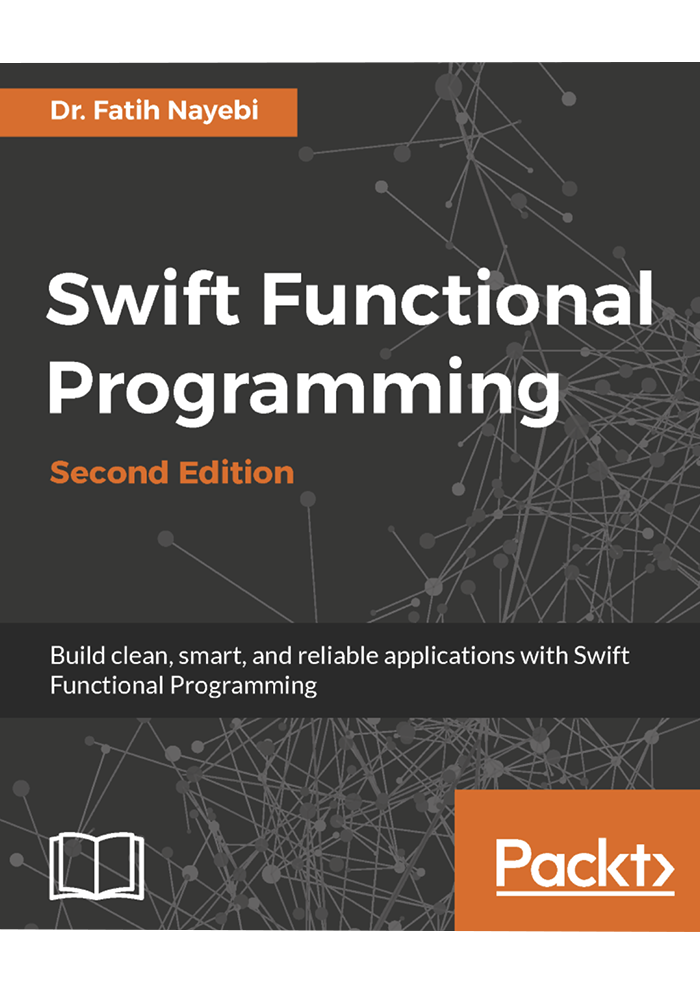 Dr. Fatih Nayebi
Swift Functional
Programming
Second Edition
Build clean, smart, and reliable applications with Swift
Functional Programming
Packt>